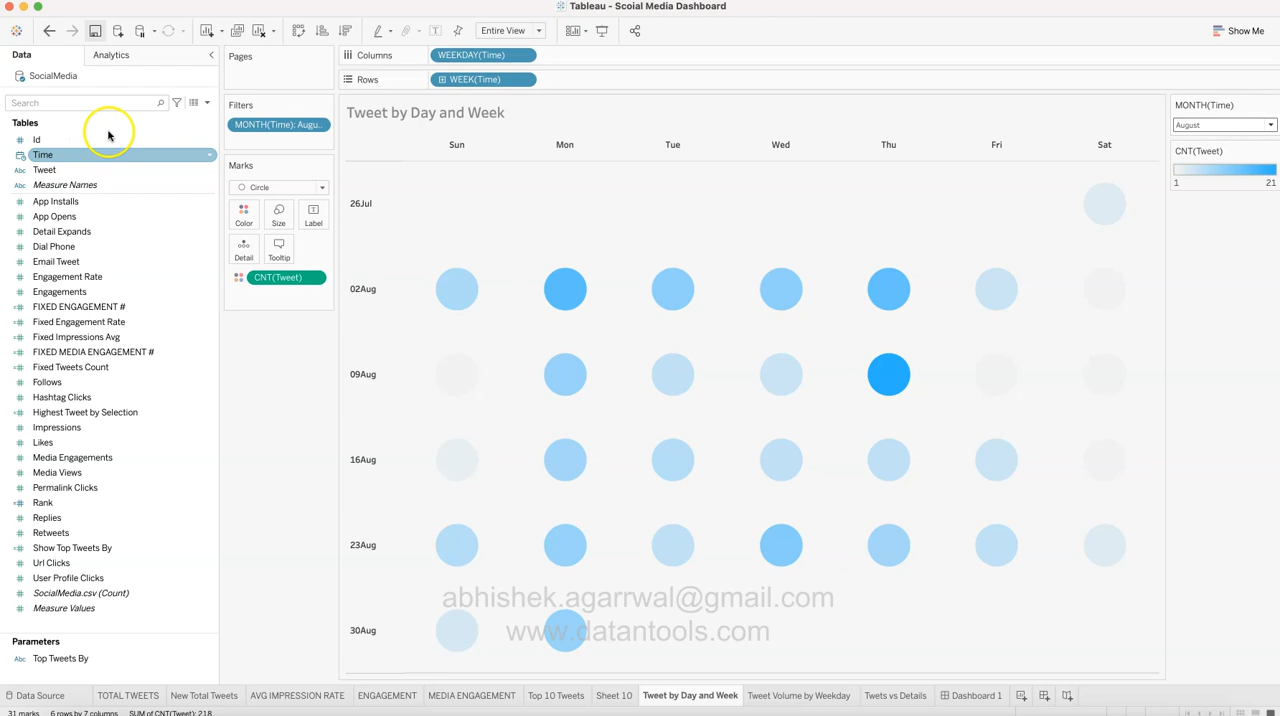 Tableau - Scoial Media Dashboard
Entire View
Show Me
Data Analytics
SocialMedia
Search
Tables
Id
Time
Tweet
Measure Names
App Installs
App Opens
Detail Expands
Dial Phone
Email Tweet
Engagement Rate
Engagements
FIXED ENGAGEMENT #
Fixed Engagement Rate
Fixed Impressions Avg
FIXED MEDIA ENGAGEMENT #
Fixed Tweets Count
Follows
Hashtag Clicks
Highest Tweet by Selection
Impressions
Likes
Media Engagements
Media Views
Permalink Clicks
Rank
Replies
Retweets
Show Top Tweets By
Url Clicks
User Profile Clicks
SocialMedia.csv (Count)
Measure Values
Parameters
Top Tweets By
Pages
Filters
MONTH(Time): Augu..
Marks
Circle
Color Size Label
Detail Tooltip
CNT(Tweet)
Columns WEEKDAY(Time)
Rows WEEK(Time)
Tweet by Day and Week
Sun Mon Tue Wed Thu Fri Sat
26Jul
02Aug
09Aug
16Aug
23Aug
30Aug
abhishek.agarrwal@gmail.com
www.datantools.com
MONTH(Time)
August
CNT(Tweet)
1 21
Data Source TOTAL TWEETS New Total Tweets AVG IMPRESSION RATE ENGAGEMENT MEDIA ENGAGEMENT Top 10 Tweets Sheet 10 Tweet by Day and Week Tweet Volume by Weekday Twets vs Details Dashboard 1
31 marks 6 rows by 7 columns SUM of CNT(Tweet): 218